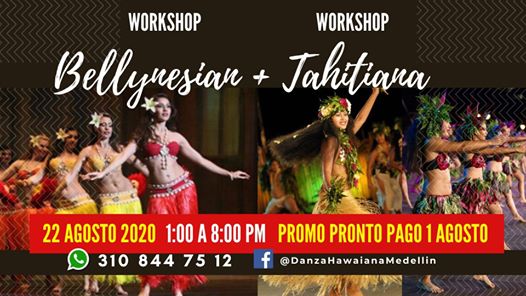 WORKSHOP WORKSHOP
Bellynesian + Tahitiana
22 AGOSTO 2020 1:00 A 8:00 PM PROMO PRONTO PAGO 1 AGOSTO
310 844 75 12 @DanzaHawaianaMedellin